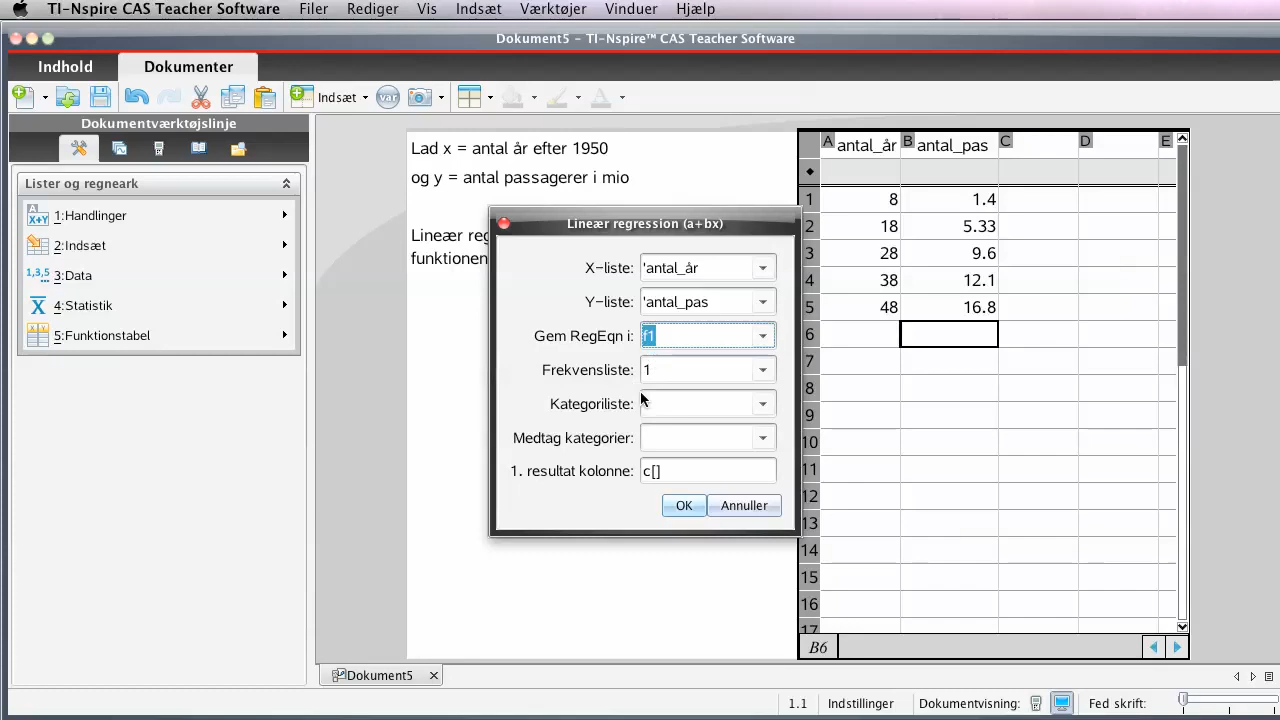 TI-Nspire CAS Teacher Software Filer Rediger Vis Indsæt Værktøjer Vinduer Hjælp
Dokument5 – TI-Nspire™ CAS Teacher Software
Indhold Dokumenter
Indsæt var
Dokumentværktøjslinje
Lister og regneark
1:Handlinger
2:Indsæt
3:Data
4:Statistik
5:Funktionstabel
Lad x = antal år efter 1950
og y = antal passagerer i mio
Lineær reg
funktionen
Lineær regression (a+bx)
X-liste: 'antal_år
Y-liste: 'antal_pas
Gem RegEqn i: f1
Frekvensliste: 1
Kategoriliste:
Medtag kategorier:
1. resultat kolonne: c[]
OK Annuller
A antal_år B antal_pas C D E
1 8 1.4
2 18 5.33
3 28 9.6
4 38 12.1
5 48 16.8
6
7
8
9
10
11
12
13
14
15
16
17
B6
Dokument5
1.1 Indstillinger Dokumentvisning: Fed skrift: